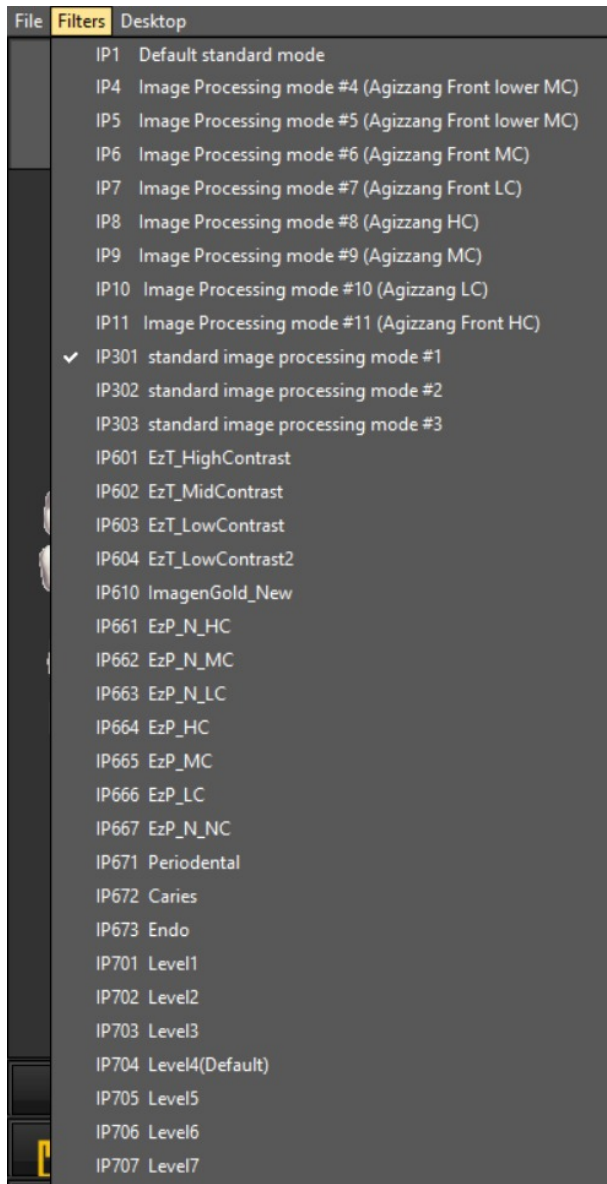 File Filters Desktop
IP1 Default standard mode
IP4 Image Processing mode #4 (Agizzang Front lower MC)
IP5 Image Processing mode #5 (Agizzang Front lower MC)
IP6 Image Processing mode #6 (Agizzang Front MC)
IP7 Image Processing mode #7 (Agizzang Front LC)
IP8 Image Processing mode #8 (Agizzang HC)
IP9 Image Processing mode #9 (Agizzang MC)
IP10 Image Processing mode #10 (Agizzang LC)
IP11 Image Processing mode #11 (Agizzang Front HC)
IP301 standard image processing mode #1
IP302 standard image processing mode #2
IP303 standard image processing mode #3
IP601 EzT_HighContrast
IP602 EzT_MidContrast
IP603 EzT_LowContrast
IP604 EzT_LowContrast2
IP610 ImagenGold_New
IP661 EzP_N_HC
IP662 EzP_N_MC
IP663 EzP_N_LC
IP664 EzP_HC
IP665 EzP_MC
IP666 EzP_LC
IP667 EzP_N_NC
IP671 Periodental
IP672 Caries
IP673 Endo
IP701 Level1
IP702 Level2
IP703 Level3
IP704 Level4(Default)
IP705 Level5
IP706 Level6
IP707 Level7